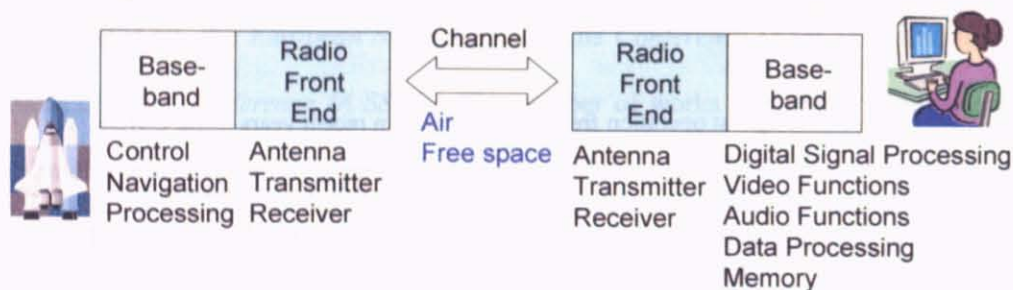 Base-
band
Radio
Front
End
Channel
Air
Free space
Radio
Front
End
Base-
band
Control
Navigation
Processing
Antenna
Transmitter
Receiver
Antenna
Transmitter
Receiver
Digital Signal Processing
Video Functions
Audio Functions
Data Processing
Memory